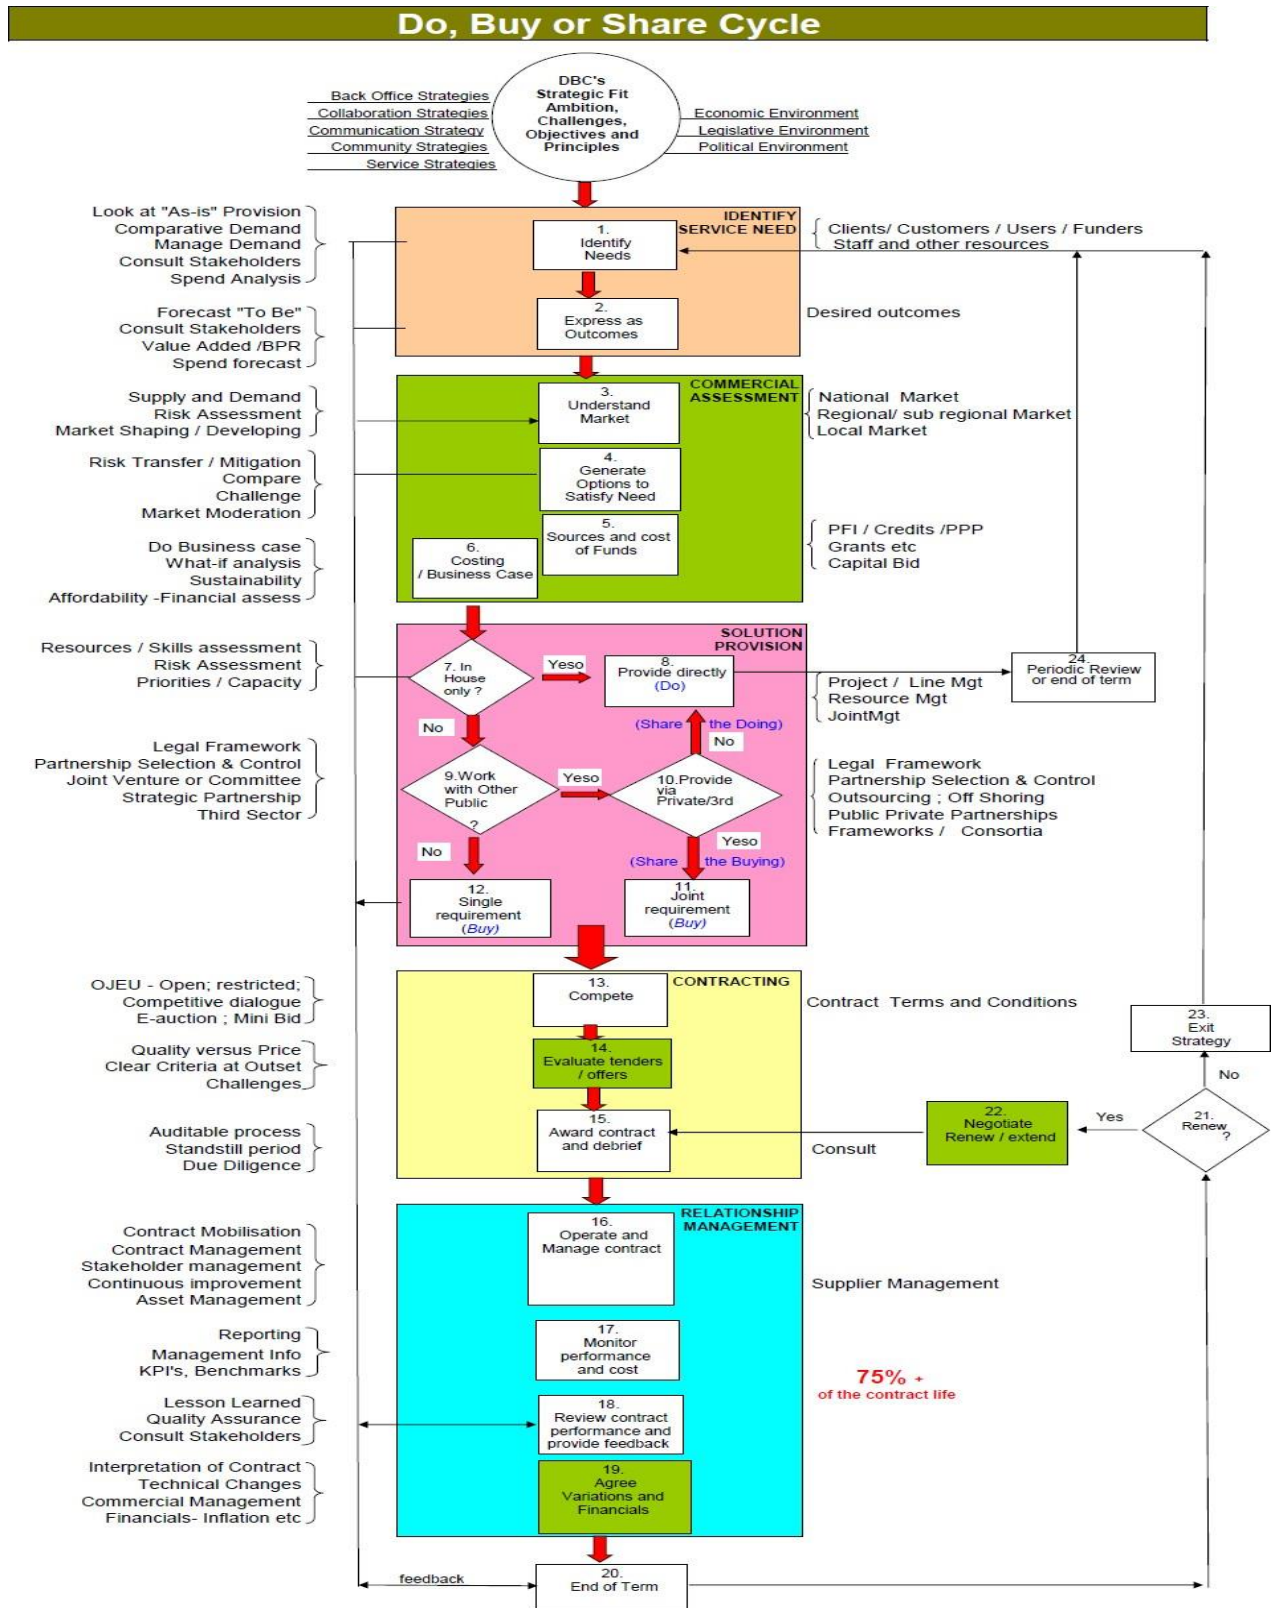 Do, Buy or Share Cycle
DBC's
Strategic Fit
Ambition,
Challenges,
Objectives and
Principles
Back Office Strategies
Collaboration Strategies
Communication Strategy
Community Strategies
Service Strategies
Economic Environment
Legislative Environment
Political Environment
Look at "As-is" Provision
Comparative Demand
Manage Demand
Consult Stakeholders
Spend Analysis
IDENTIFY
SERVICE NEED
1.
Identify
Needs
Clients/ Customers / Users / Funders
Staff and other resources
Forecast "To Be"
Consult Stakeholders
Value Added /BPR
Spend forecast
2.
Express as
Outcomes
Desired outcomes
COMMERCIAL
ASSESSMENT
Supply and Demand
Risk Assessment
Market Shaping / Developing
3.
Understand
Market
National Market
Regional/ sub regional Market
Local Market
Risk Transfer / Mitigation
Compare
Challenge
Market Moderation
4.
Generate
Options to
Satisfy Need
5.
Sources and cost
of Funds
PFI / Credits /PPP
Grants etc
Capital Bid
Do Business case
What-if analysis
Sustainability
Affordability -Financial assess
6.
Costing
/ Business Case
SOLUTION
PROVISION
Resources / Skills assessment
Risk Assessment
Priorities / Capacity
7. In
House
only ?
Yeso
8.
Provide directly
(Do)
Project / Line Mgt
Resource Mgt
JointMgt
24.
Periodic Review
or end of term
No
(Share the Doing)
No
Legal Framework
Partnership Selection & Control
Joint Venture or Committee
Strategic Partnership
Third Sector
9.Work
with Other
Public
?
Yeso
10.Provide
via
Private/3rd
Legal Framework
Partnership Selection & Control
Outsourcing ; Off Shoring
Public Private Partnerships
Frameworks / Consortia
No
Yeso
(Share the Buying)
12.
Single
requirement
(Buy)
11.
Joint
requirement
(Buy)
CONTRACTING
OJEU - Open; restricted;
Competitive dialogue
E-auction ; Mini Bid
13.
Compete
Contract Terms and Conditions
23.
Exit
Strategy
Quality versus Price
Clear Criteria at Outset
Challenges
14.
Evaluate tenders
/ offers
No
Auditable process
Standstill period
Due Diligence
15.
Award contract
and debrief
Consult
22.
Negotiate
Renew / extend
Yes
21.
Renew
?
RELATIONSHIP
MANAGEMENT
Contract Mobilisation
Contract Management
Stakeholder management
Continuous improvement
Asset Management
16.
Operate and
Manage contract
Supplier Management
Reporting
Management Info
KPI's, Benchmarks
17.
Monitor
performance
and cost
75% +
of the contract life
Lesson Learned
Quality Assurance
Consult Stakeholders
18.
Review contract
performance and
provide feedback
Interpretation of Contract
Technical Changes
Commercial Management
Financials- Inflation etc
19.
Agree
Variations and
Financials
feedback
20.
End of Term